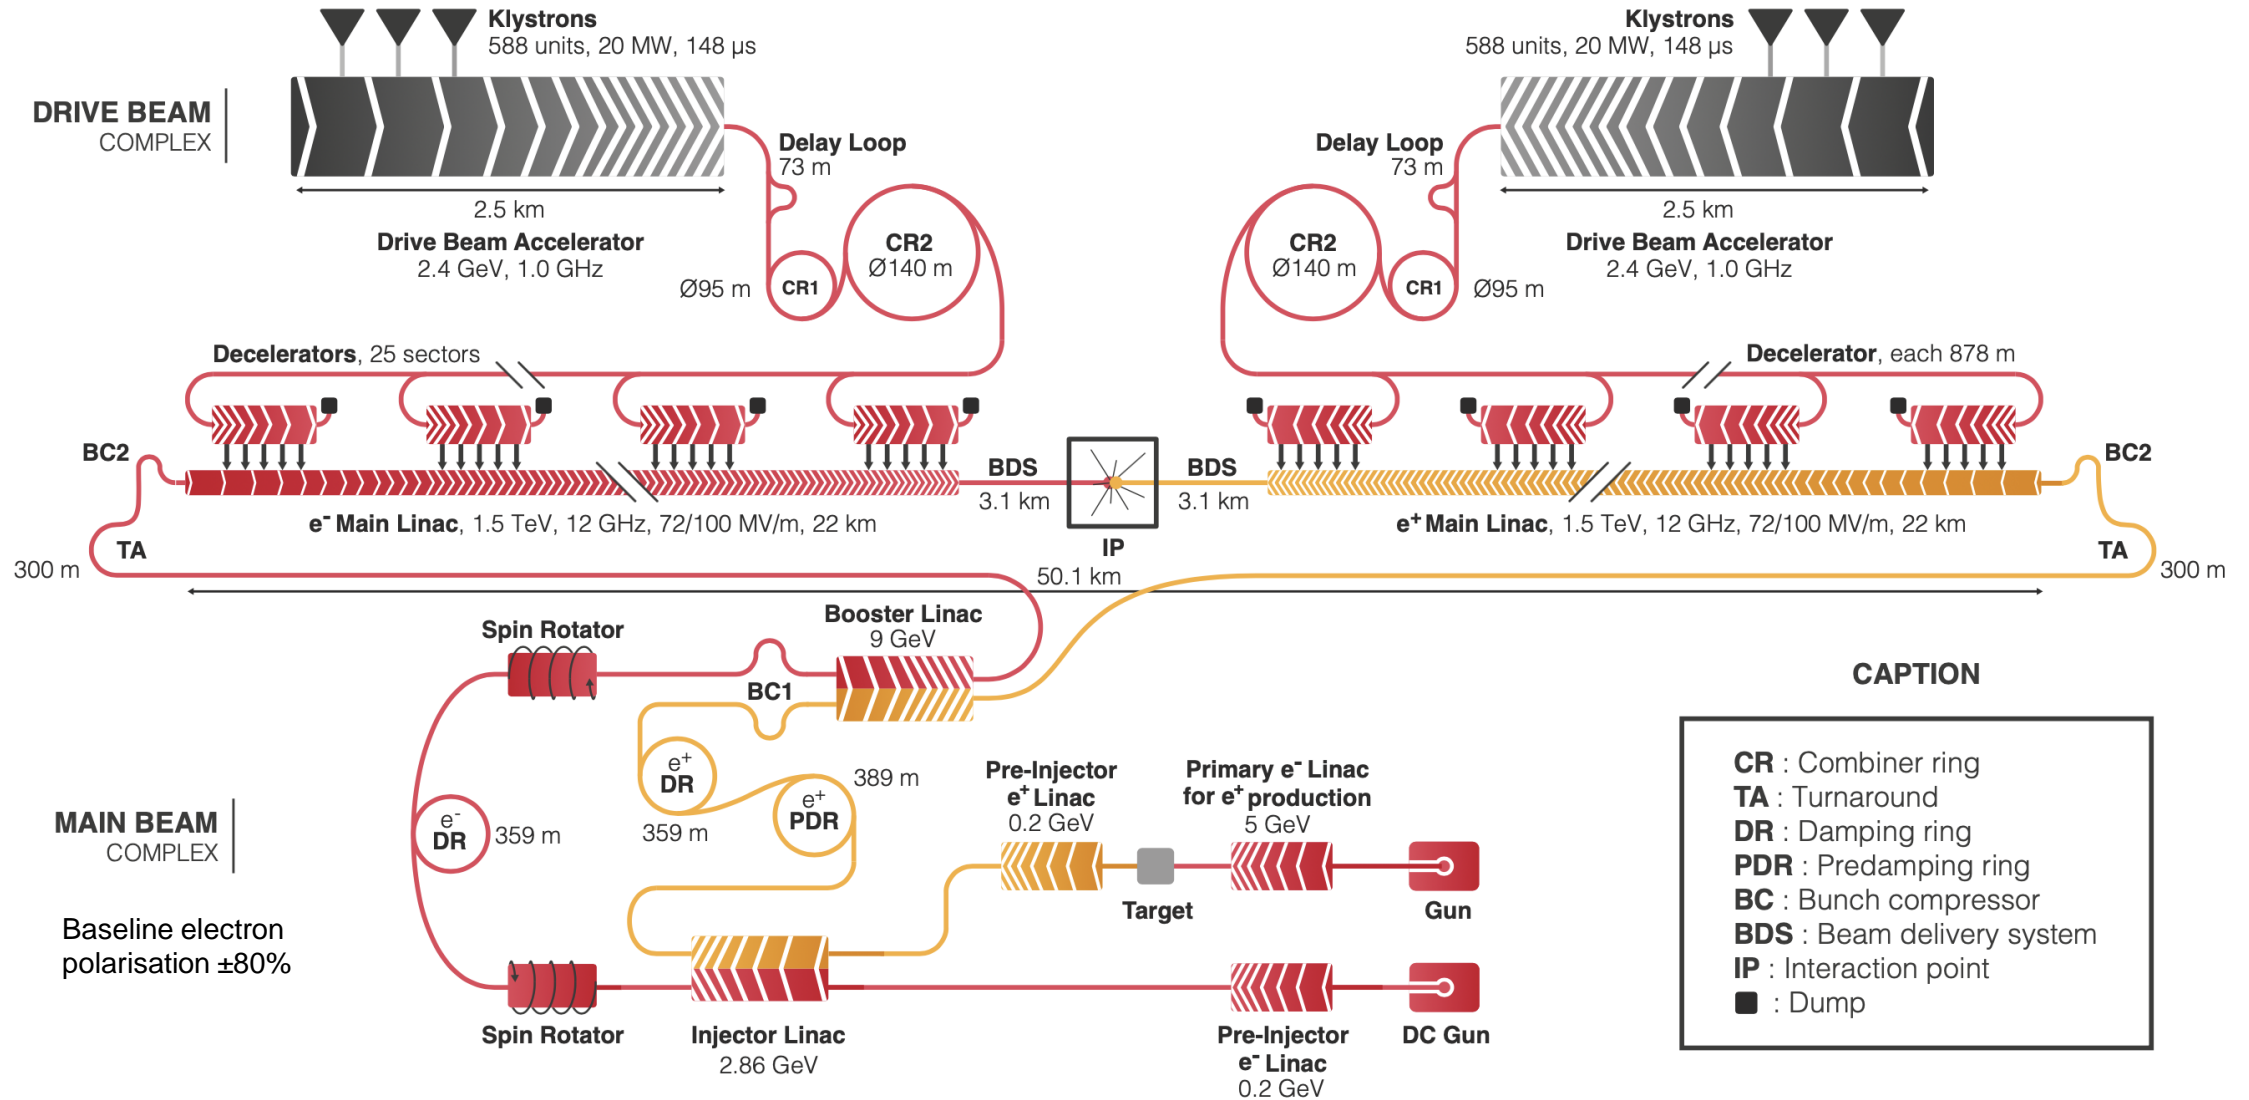 Klystrons
588 units, 20 MW, 148 µs
Klystrons
588 units, 20 MW, 148 µs
DRIVE BEAM
COMPLEX
Delay Loop
73 m
Delay Loop
73 m
2.5 km
2.5 km
Drive Beam Accelerator
2.4 GeV, 1.0 GHz
Drive Beam Accelerator
2.4 GeV, 1.0 GHz
CR2
Ø140 m
CR2
Ø140 m
Ø95 m
CR1
CR1
Ø95 m
Decelerators, 25 sectors
Decelerator, each 878 m
BC2
BC2
BDS
3.1 km
BDS
3.1 km
e- Main Linac, 1.5 TeV, 12 GHz, 72/100 MV/m, 22 km
e+ Main Linac, 1.5 TeV, 12 GHz, 72/100 MV/m, 22 km
IP
TA
300 m
TA
300 m
50.1 km
Booster Linac
9 GeV
Spin Rotator
BC1
e+
DR
359 m
e+
PDR
389 m
e-
DR
359 m
MAIN BEAM
COMPLEX
Pre-Injector
e+ Linac
0.2 GeV
Primary e- Linac
for e+ production
5 GeV
Target
Gun
Baseline electron
polarisation ±80%
Spin Rotator
Injector Linac
2.86 GeV
Pre-Injector
e- Linac
0.2 GeV
DC Gun
CAPTION
CR : Combiner ring
TA : Turnaround
DR : Damping ring
PDR : Predamping ring
BC : Bunch compressor
BDS : Beam delivery system
IP : Interaction point
: Dump